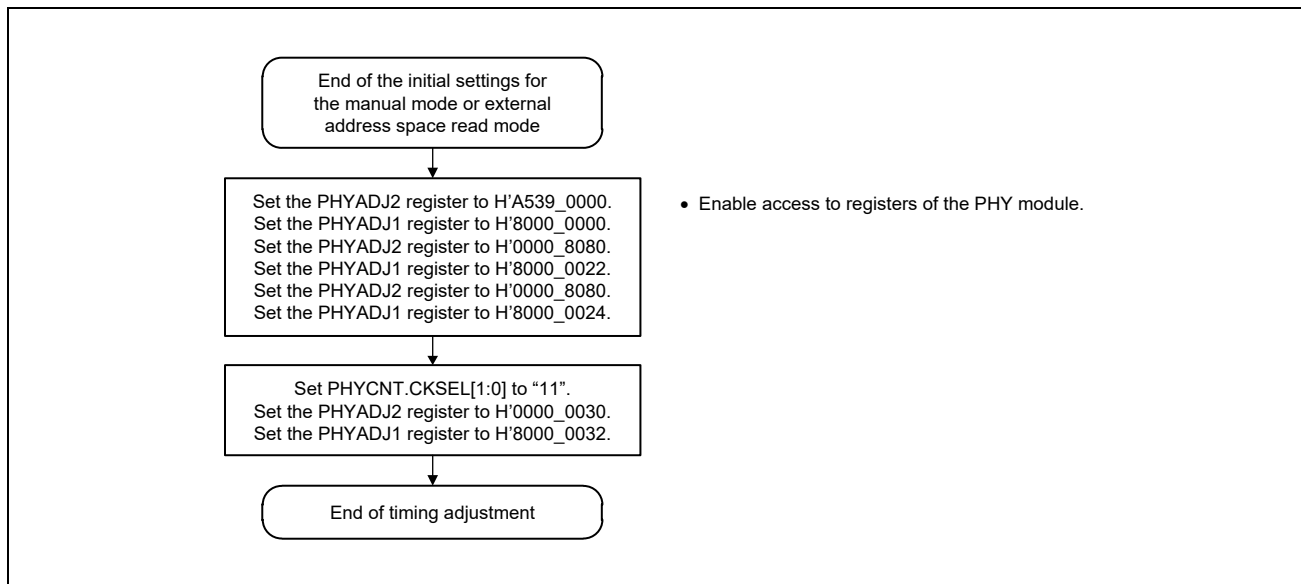 End of the initial settings for
the manual mode or external
address space read mode
Set the PHYADJ2 register to H'A539_0000.
Set the PHYADJ1 register to H'8000_0000.
Set the PHYADJ2 register to H'0000_8080.
Set the PHYADJ1 register to H'8000_0022.
Set the PHYADJ2 register to H'0000_8080.
Set the PHYADJ1 register to H'8000_0024.
• Enable access to registers of the PHY module.
Set PHYCNT.CKSEL[1:0] to “11”.
Set the PHYADJ2 register to H'0000_0030.
Set the PHYADJ1 register to H'8000_0032.
End of timing adjustment